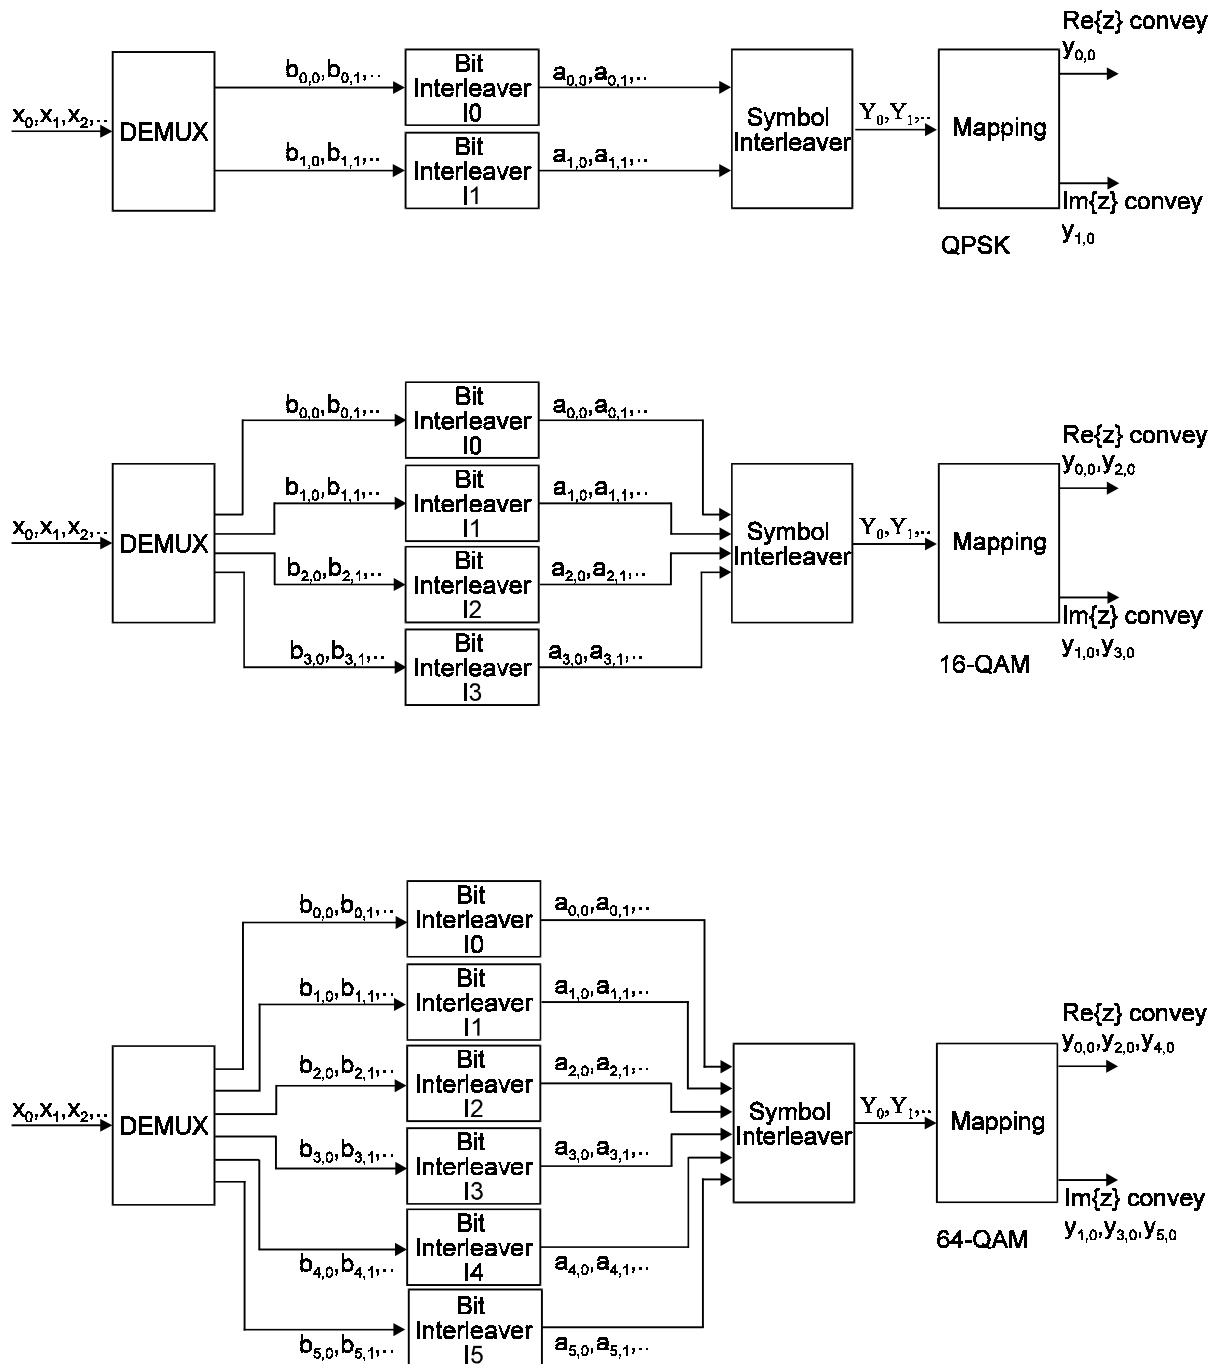 Re{z} convey
y0,0
x0,x1,x2,..
DEMUX
b0,0,b0,1,..
Bit
Interleaver
I0
a0,0,a0,1,..
b1,0,b1,1,..
Bit
Interleaver
I1
a1,0,a1,1,..
Symbol
Interleaver
Y0,Y1,..
Mapping
Im{z} convey
y1,0
QPSK
b0,0,b0,1,..
Bit
Interleaver
I0
a0,0,a0,1,..
Re{z} convey
y0,0,y2,0
x0,x1,x2,..
DEMUX
b1,0,b1,1,..
Bit
Interleaver
I1
a1,0,a1,1,..
b2,0,b2,1,..
Bit
Interleaver
I2
a2,0,a2,1,..
Symbol
Interleaver
Y0,Y1,..
Mapping
b3,0,b3,1,..
Bit
Interleaver
I3
a3,0,a3,1,..
Im{z} convey
y1,0,y3,0
16-QAM
b0,0,b0,1,..
Bit
Interleaver
I0
a0,0,a0,1,..
b1,0,b1,1,..
Bit
Interleaver
I1
a1,0,a1,1,..
Re{z} convey
y0,0,y2,0,y4,0
x0,x1,x2,..
DEMUX
b2,0,b2,1,..
Bit
Interleaver
I2
a2,0,a2,1,..
b3,0,b3,1,..
Bit
Interleaver
I3
a3,0,a3,1,..
Symbol
Interleaver
Y0,Y1,..
Mapping
b4,0,b4,1,..
Bit
Interleaver
I4
a4,0,a4,1,..
Im{z} convey
y1,0,y3,0,y5,0
64-QAM
b5,0,b5,1,..
Bit
Interleaver
I5
a5,0,a5,1,..